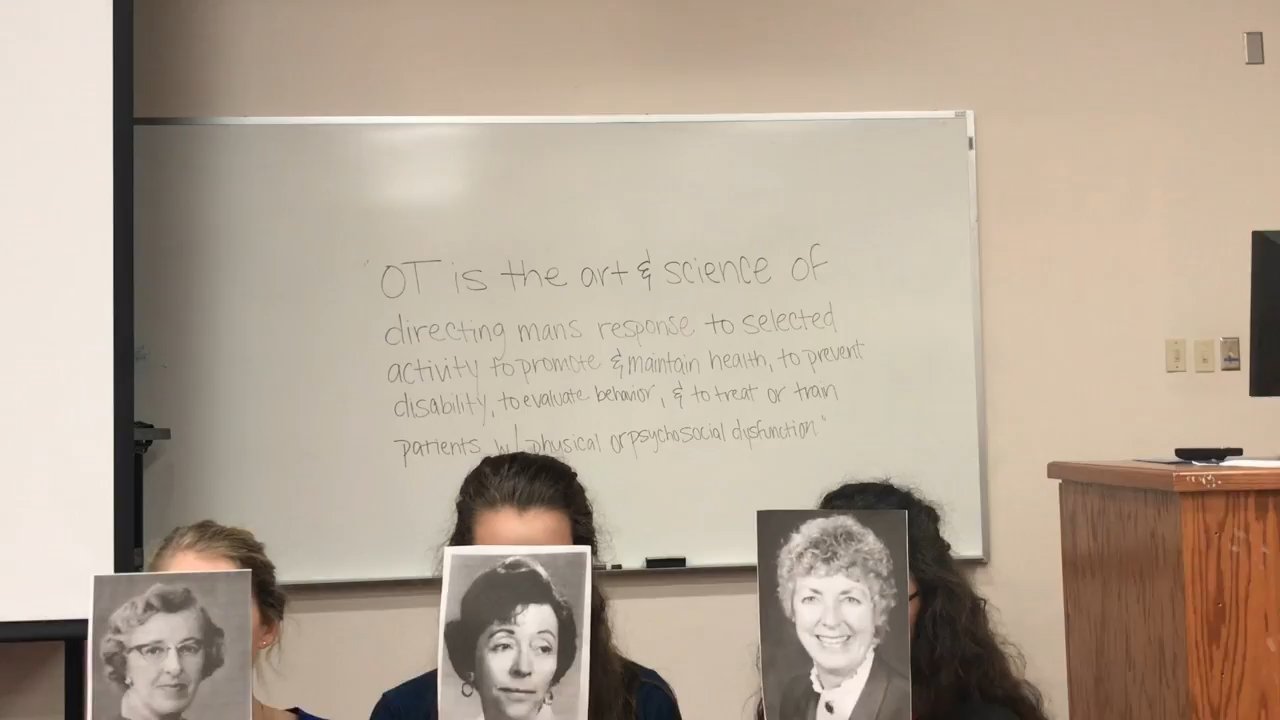 "OT is the art & science of
directing mans response to selected
activity to promote & maintain health, to prevent
disability, to evaluate behavior, & to treat or train
patients w/ physical or psychosocial dysfunction"